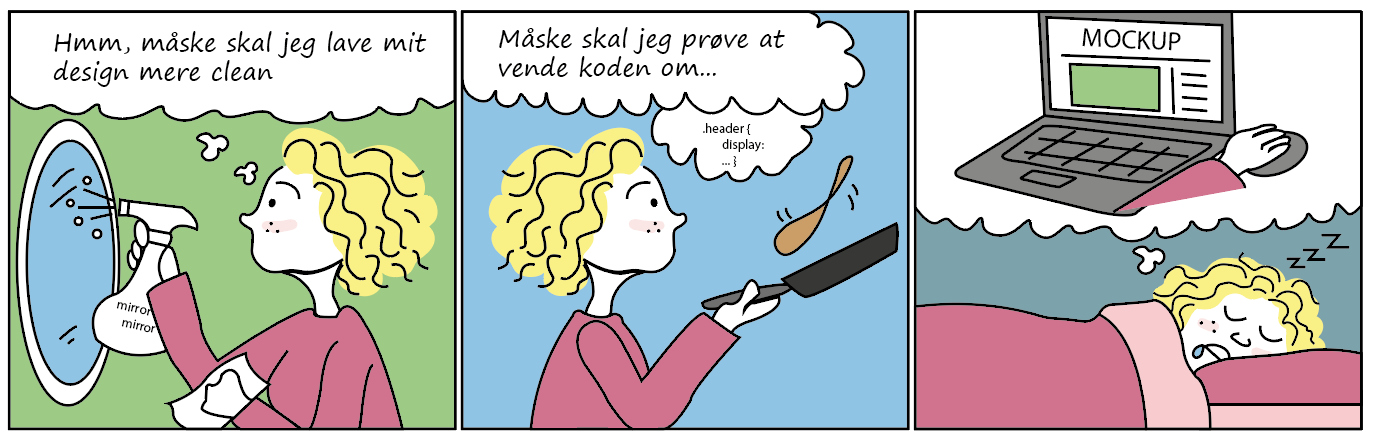 Hmm, måske skal jeg lave mit
design mere clean
mirror
mirror
Måske skal jeg prøve at
vende koden om...
.header {
display:
... }
MOCKUP
z z z